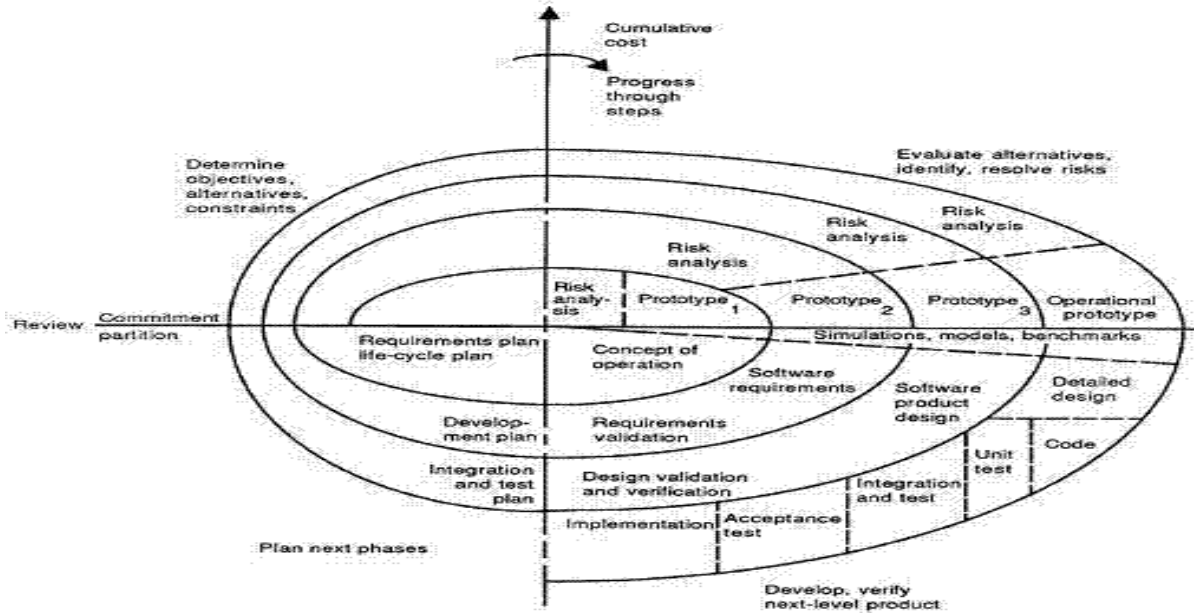 Cumulative
cost
Progress
through
steps
Determine
objectives,
alternatives,
constraints
Evaluate alternatives,
identify, resolve risks
Risk
analysis
Risk
analysis
Risk
analysis
Risk
analy-
sis
Prototype
1
Prototype
2
Prototype
3
Operational
prototype
Review
Commitment
partition
Simulations, models, benchmarks
Requirements plan
life-cycle plan
Concept of
operation
Software
requirements
Software
product
design
Detailed
design
Develop-
ment plan
Requirements
validation
Code
Unit
test
Integration
and test
plan
Design validation
and verification
Integration
and test
Acceptance
test
Implementation
Plan next phases
Develop, verify
next-level product